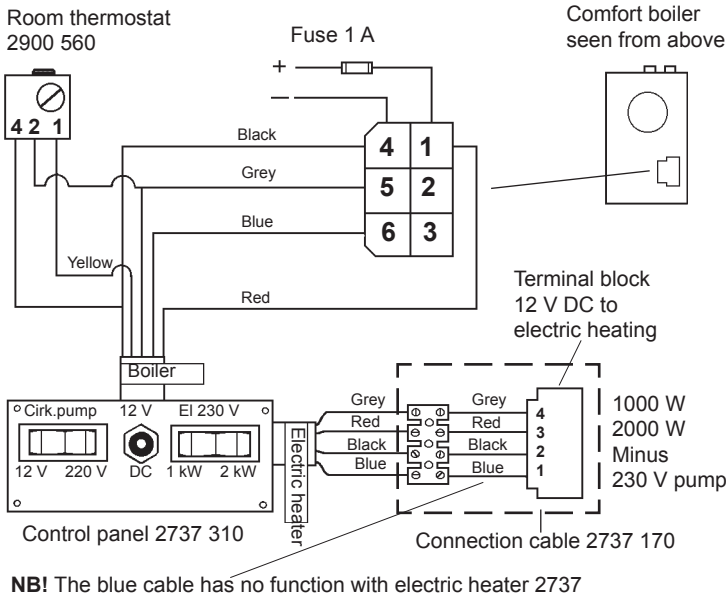 Room thermostat
2900 560
Fuse 1 A
Comfort boiler
seen from above
+
–
4 2 1
Black
4 1
Grey
5 2
Blue
6 3
Yellow
Red
Terminal block
12 V DC to
electric heating
Boiler
Cirk.pump 12 V El 230 V
12 V 220 V DC 1 kW 2 kW
Electric heater
Grey Grey 4 1000 W
Red Red 3 2000 W
Black Black 2 Minus
Blue Blue 1 230 V pump
Control panel 2737 310
Connection cable 2737 170
NB! The blue cable has no function with electric heater 2737